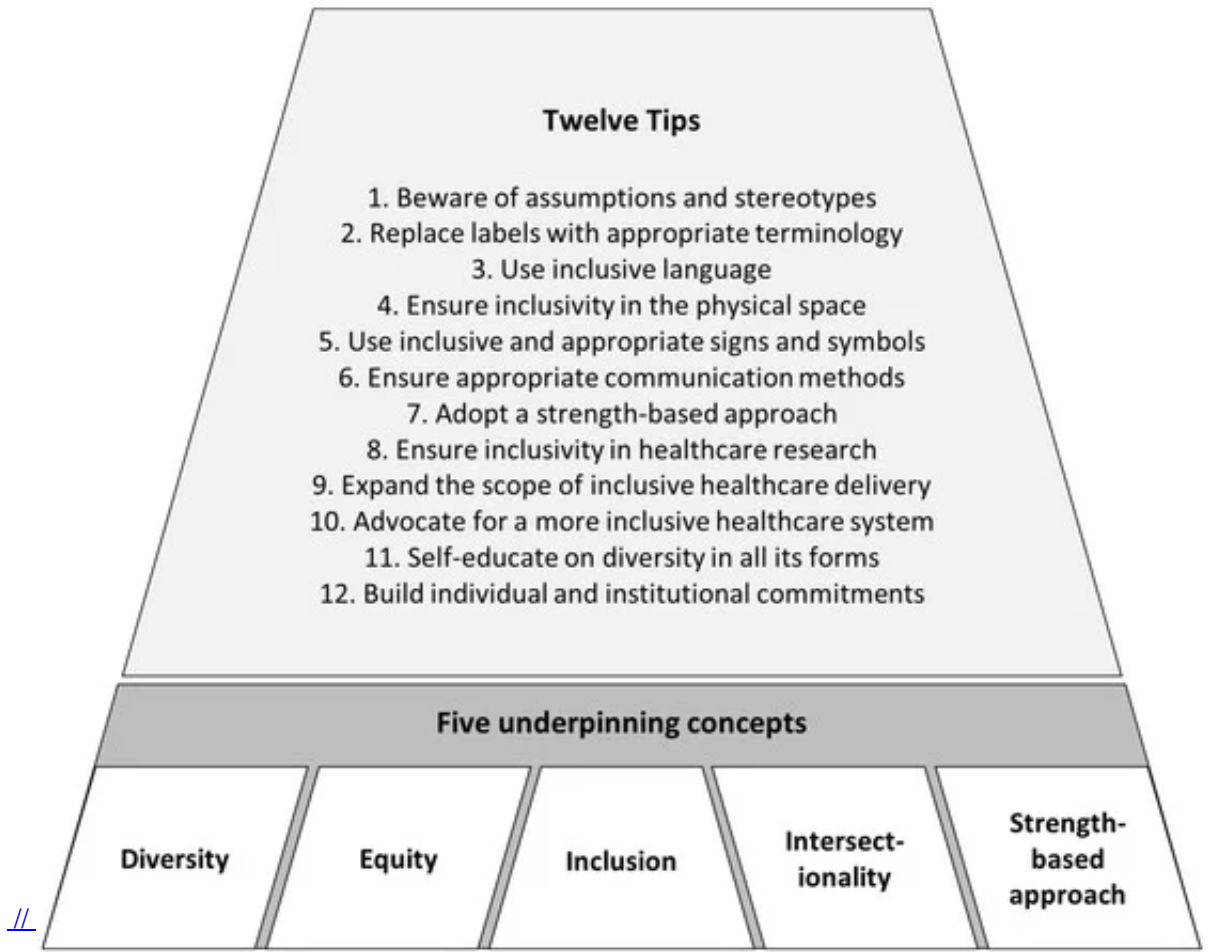 Twelve Tips
1. Beware of assumptions and stereotypes
2. Replace labels with appropriate terminology
3. Use inclusive language
4. Ensure inclusivity in the physical space
5. Use inclusive and appropriate signs and symbols
6. Ensure appropriate communication methods
7. Adopt a strength-based approach
8. Ensure inclusivity in healthcare research
9. Expand the scope of inclusive healthcare delivery
10. Advocate for a more inclusive healthcare system
11. Self-educate on diversity in all its forms
12. Build individual and institutional commitments
Five underpinning concepts
Diversity
Equity
Inclusion
Intersect-
ionality
Strength-
based
approach
//